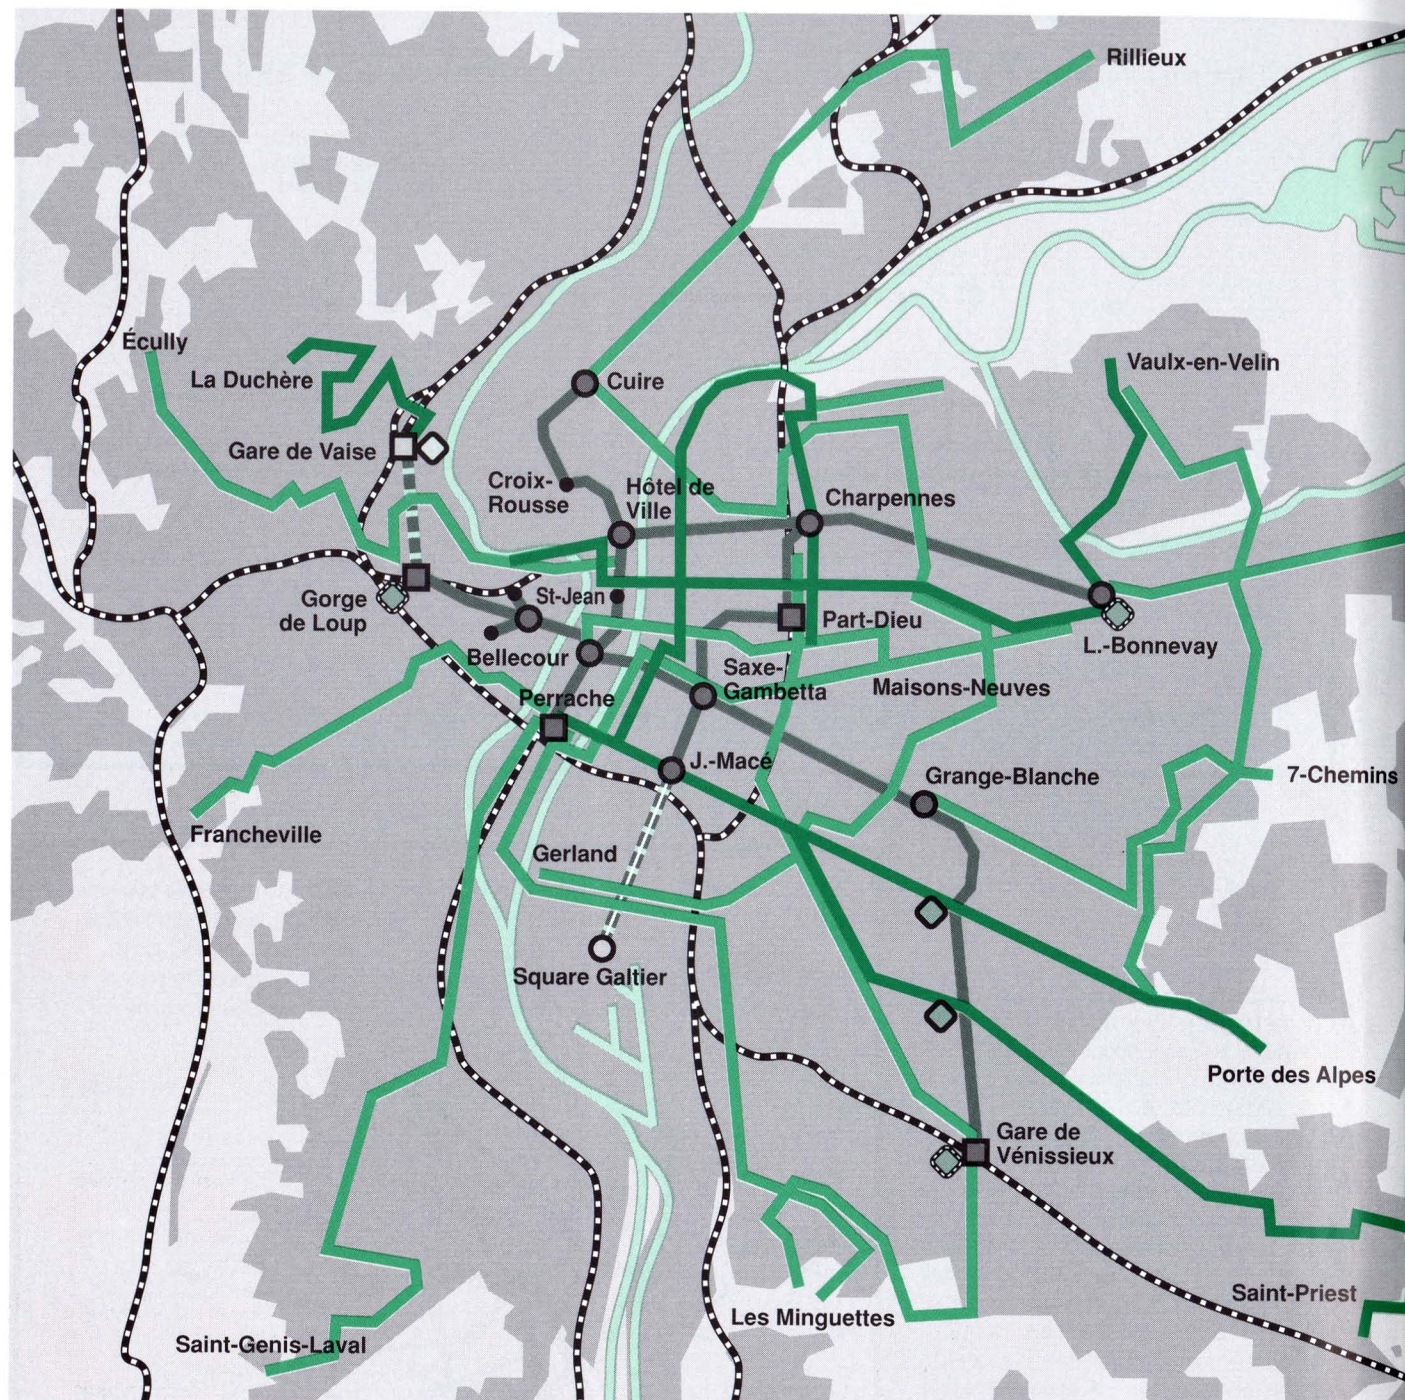 Rillieux
Écully
La Duchère
Cuire
Vaulx-en-Velin
Gare de Vaise
Croix-
Rousse
Hôtel de
Ville
Charpennes
Gorge
de Loup
St-Jean
Part-Dieu
L.-Bonnevay
Bellecour
Saxe-
Gambetta
Maisons-Neuves
Perrache
J.-Macé
Grange-Blanche
7-Chemins
Francheville
Gerland
Square Galtier
Porte des Alpes
Gare de
Vénissieux
Saint-Priest
Les Minguettes
Saint-Genis-Laval